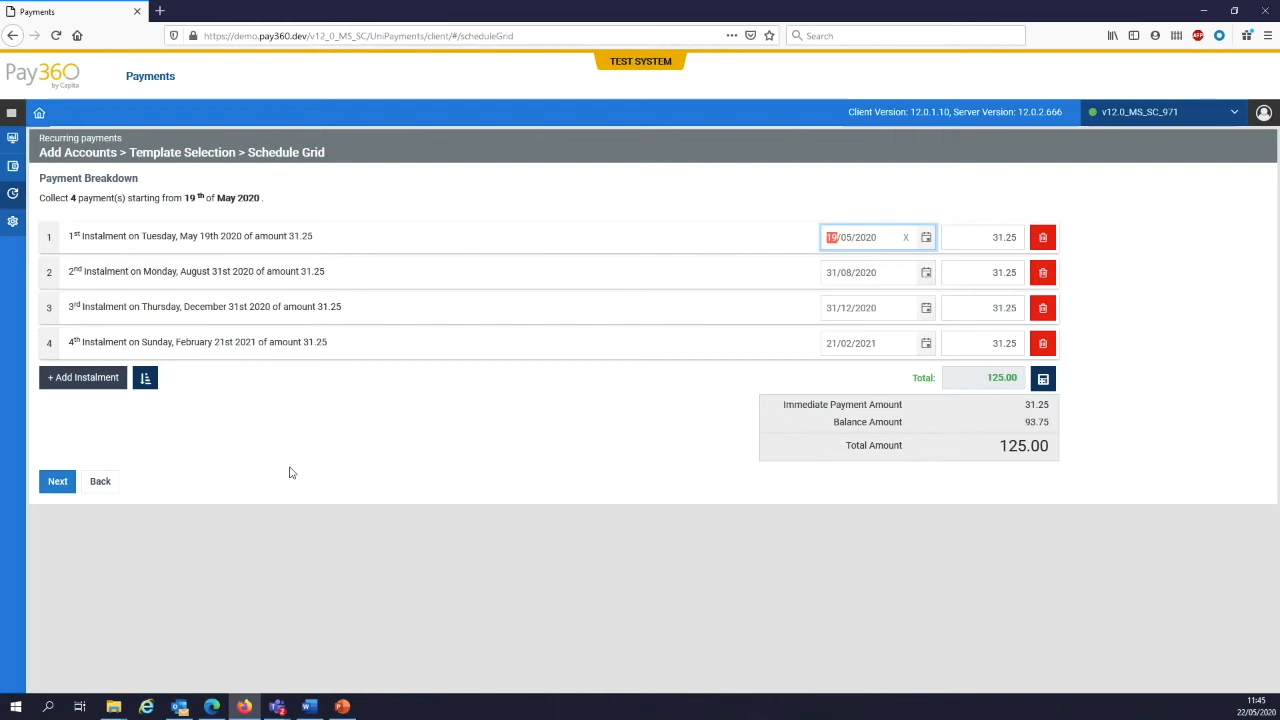 Payments
https://demo.pay360.dev/v12_0_MS_SC/UniPayments/client/#/scheduleGrid
Search
ABP
TEST SYSTEM
Pay360
by Capita
Payments
Client Version: 12.0.1.10, Server Version: 12.0.2.666
v12.0_MS_SC_971
Recurring payments
Add Accounts > Template Selection > Schedule Grid
Payment Breakdown
Collect 4 payment(s) starting from 19 th of May 2020 .
1 1st Instalment on Tuesday, May 19th 2020 of amount 31.25 19/05/2020 X 31.25
2 2nd Instalment on Monday, August 31st 2020 of amount 31.25 31/08/2020 31.25
3 3rd Instalment on Thursday, December 31st 2020 of amount 31.25 31/12/2020 31.25
4 4th Instalment on Sunday, February 21st 2021 of amount 31.25 21/02/2021 31.25
+ Add Instalment Total: 125.00
Immediate Payment Amount 31.25
Balance Amount 93.75
Total Amount 125.00
Next Back
11:45
22/05/2020